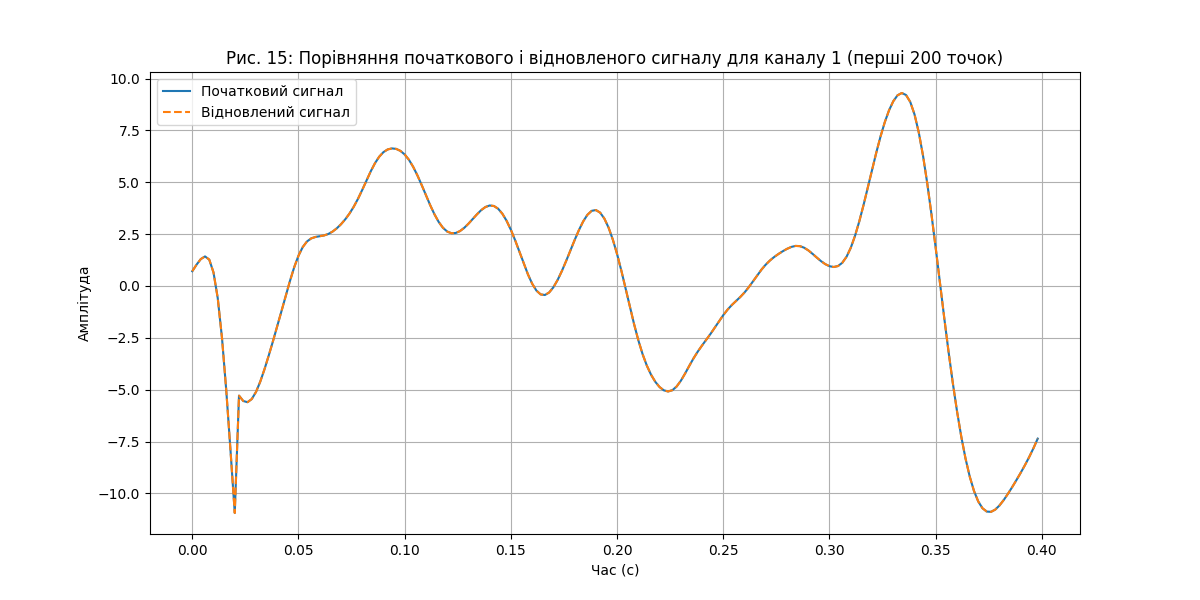 Рис. 15: Порівняння початкового і відновленого сигналу для каналу 1 (перші 200 точок)
Початковий сигнал
Відновлений сигнал
Амплітуда
10.0
7.5
5.0
2.5
0.0
−2.5
−5.0
−7.5
−10.0
0.00 0.05 0.10 0.15 0.20 0.25 0.30 0.35 0.40
Час (с)